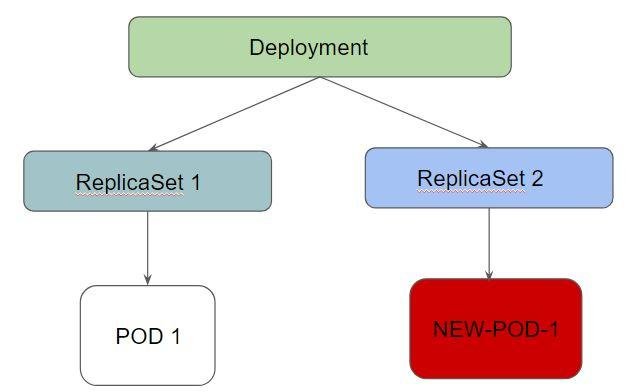 Deployment
ReplicaSet 1
ReplicaSet 2
POD 1
NEW-POD-1